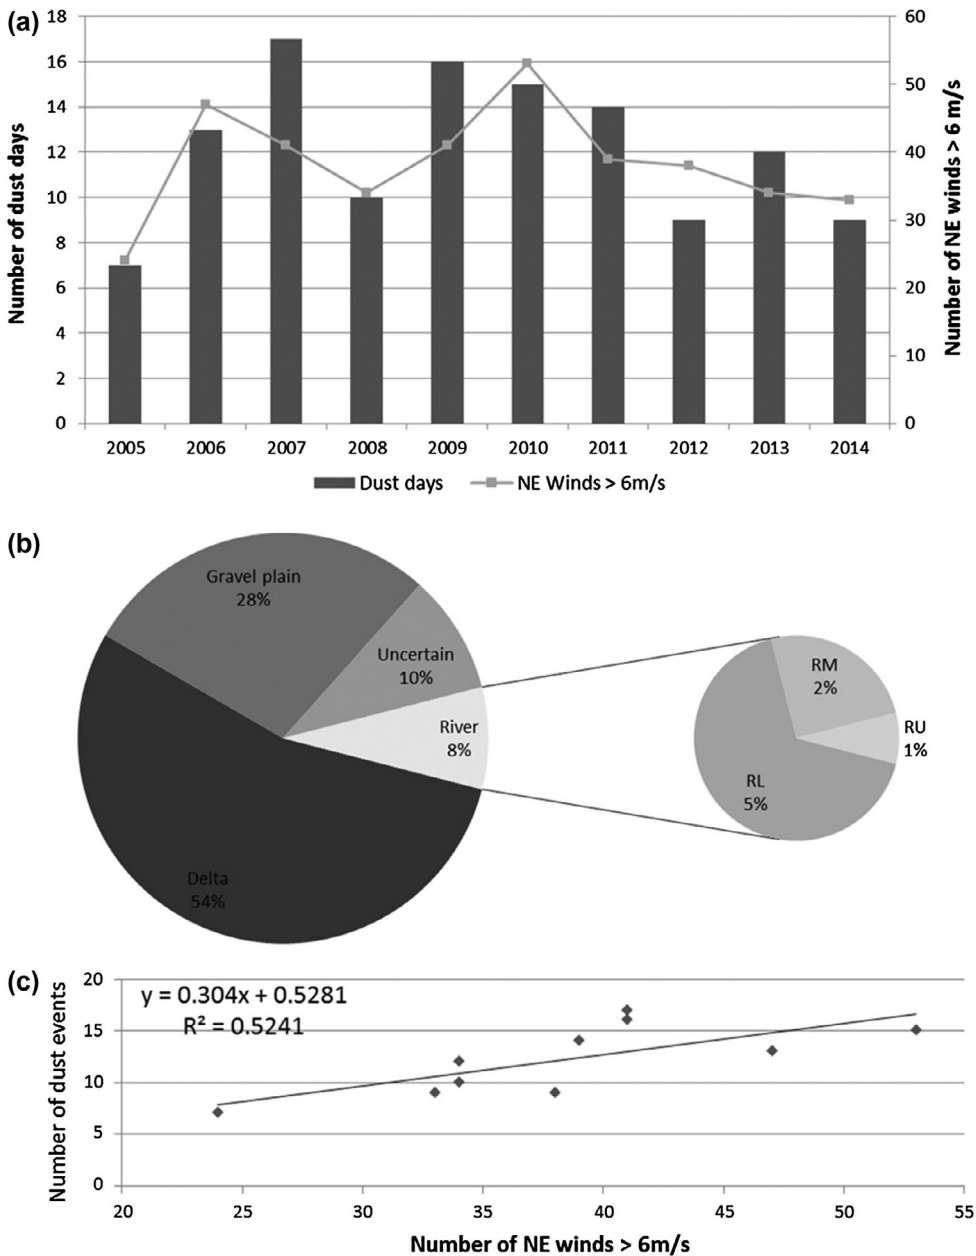 (a)
Number of dust days
18
16
14
12
10
8
6
4
2
0
60
50
40
30
20
10
0
Number of NE winds > 6 m/s
2005 2006 2007 2008 2009 2010 2011 2012 2013 2014
Dust days NE Winds > 6m/s
(b)
Gravel plain
28%
Uncertain
10%
River
8%
Delta
54%
RM
2%
RU
1%
RL
5%
(c)
Number of dust events
20
15
10
5
0
y = 0.304x + 0.5281
R² = 0.5241
20 25 30 35 40 45 50 55
Number of NE winds > 6m/s